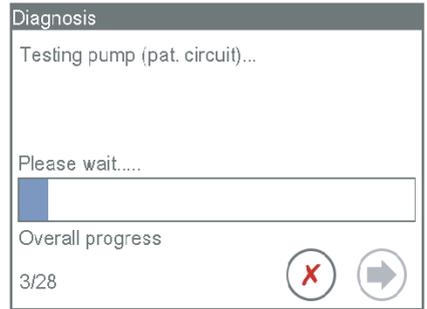 Diagnosis
Testing pump (pat. circuit)...
Please wait.....
Overall progress
3/28